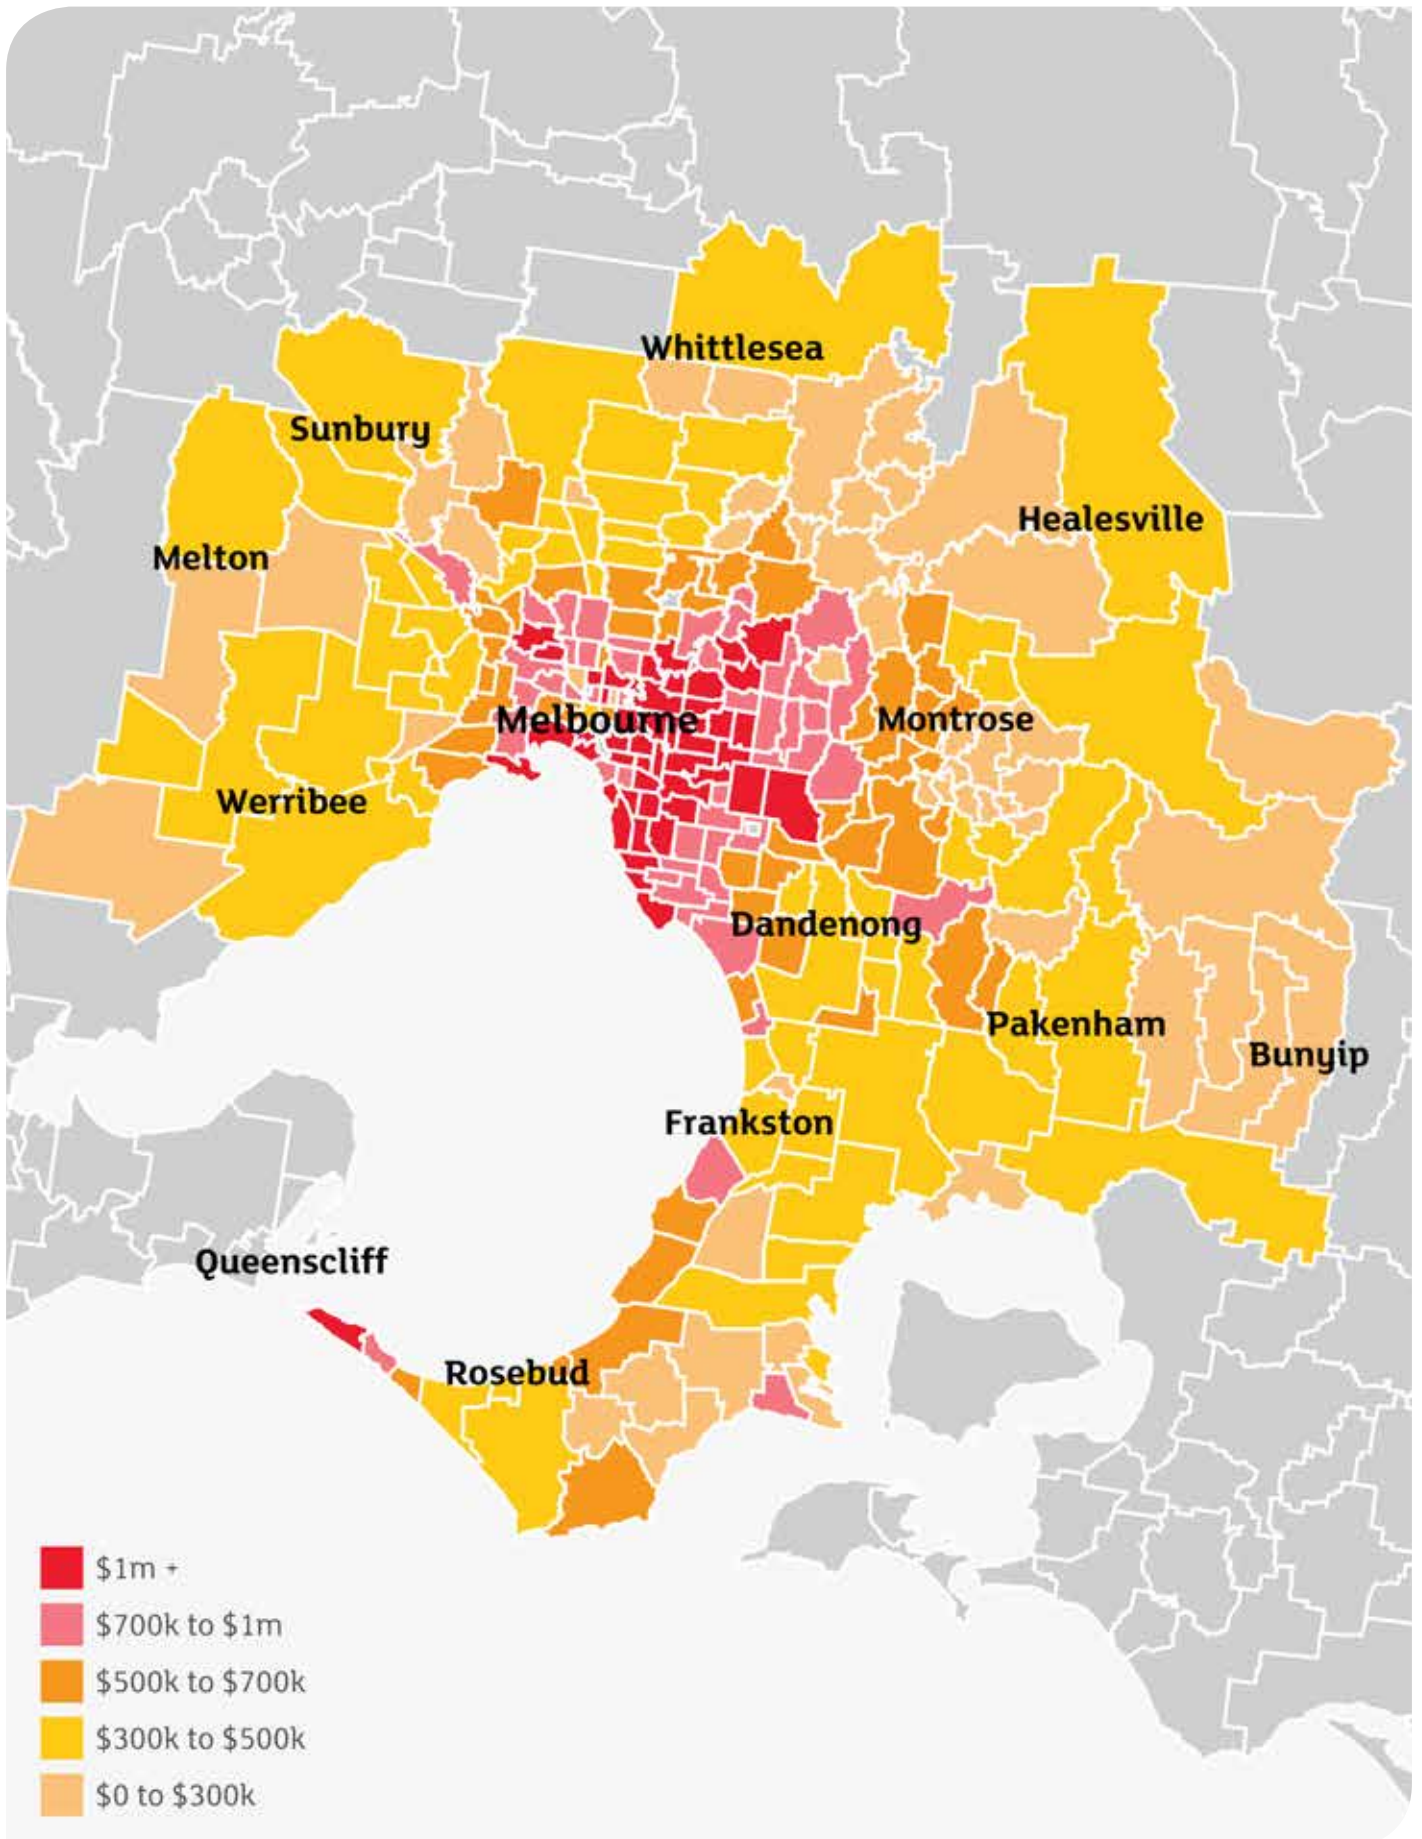 Whittlesea
Sunbury
Healesville
Melton
Melbourne
Montrose
Werribee
Dandenong
Pakenham
Bunyip
Frankston
Queenscliff
Rosebud
$1m +
$700k to $1m
$500k to $700k
$300k to $500k
$0 to $300k